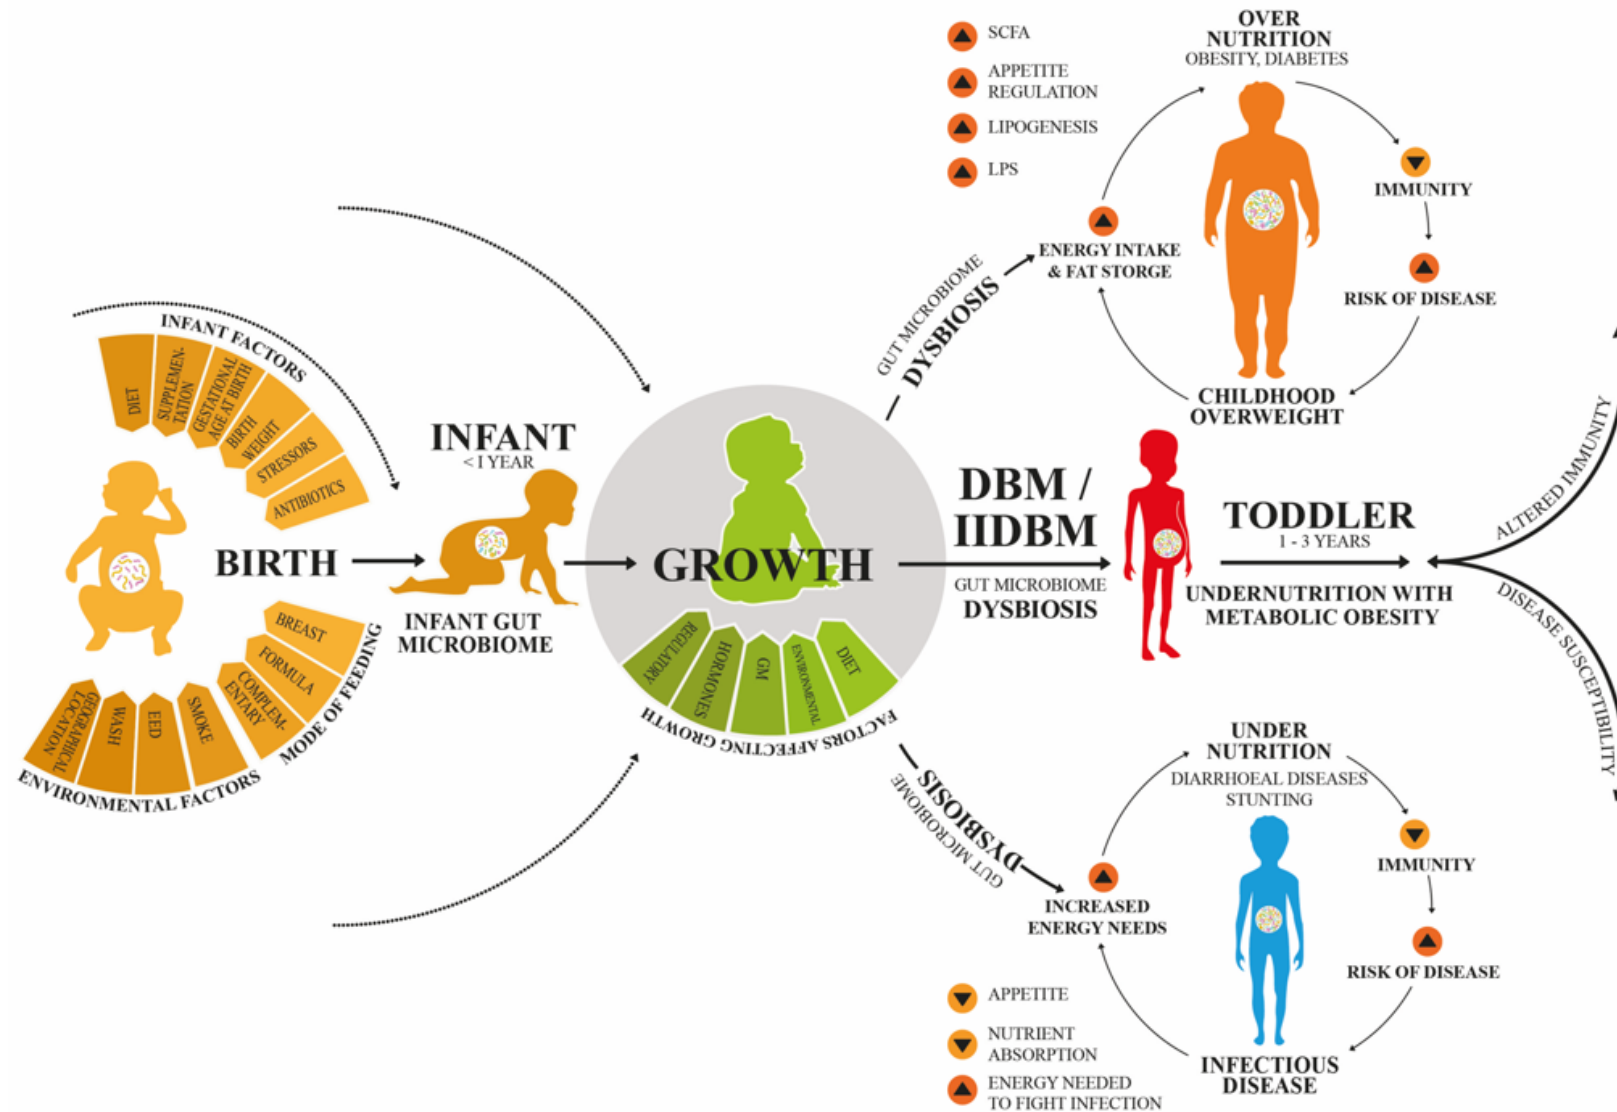 INFANT FACTORS
DIET
SUPPLEMEN-
TATION
GESTATIONAL
AGE AT BIRTH
BIRTH
WEIGHT
STRESSORS
ANTIBIOTICS
BIRTH
BREAST
FORMULA
COMPLEM-
ENTARY
MODE OF FEEDING
SMOKE
EED
WASH
GEOGRAPHICAL
LOCATION
ENVIRONMENTAL FACTORS
INFANT
< I YEAR
INFANT GUT
MICROBIOME
GROWTH
REGULATORY
HORMONES
GM
ENVIRONMENTAL
DIET
FACTORS AFFECTING GROWTH
GUT MICROBIOME
DYSBIOSIS
SCFA
APPETITE
REGULATION
LIPOGENESIS
LPS
OVER
NUTRITION
OBESITY, DIABETES
IMMUNITY
RISK OF DISEASE
CHILDHOOD
OVERWEIGHT
ENERGY INTAKE
& FAT STORGE
DBM /
IIDBM
GUT MICROBIOME
DYSBIOSIS
TODDLER
1 - 3 YEARS
UNDERNUTRITION WITH
METABOLIC OBESITY
ALTERED IMMUNITY
DISEASE SUSCEPTIBILITY
DYSBIOSIS
GUT MICROBIOME
UNDER
NUTRITION
DIARRHOEAL DISEASES
STUNTING
IMMUNITY
RISK OF DISEASE
INFECTIOUS
DISEASE
INCREASED
ENERGY NEEDS
APPETITE
NUTRIENT
ABSORPTION
ENERGY NEEDED
TO FIGHT INFECTION